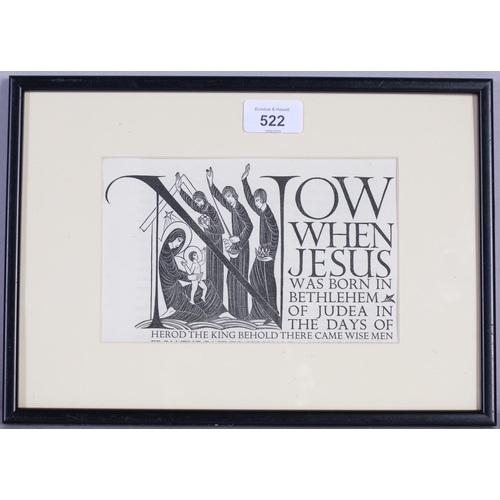 522
NOW
WHEN
JESUS
WAS BORN IN
BETHLEHEM
OF JUDEA IN
THE DAYS OF
HEROD THE KING BEHOLD THERE CAME WISE MEN